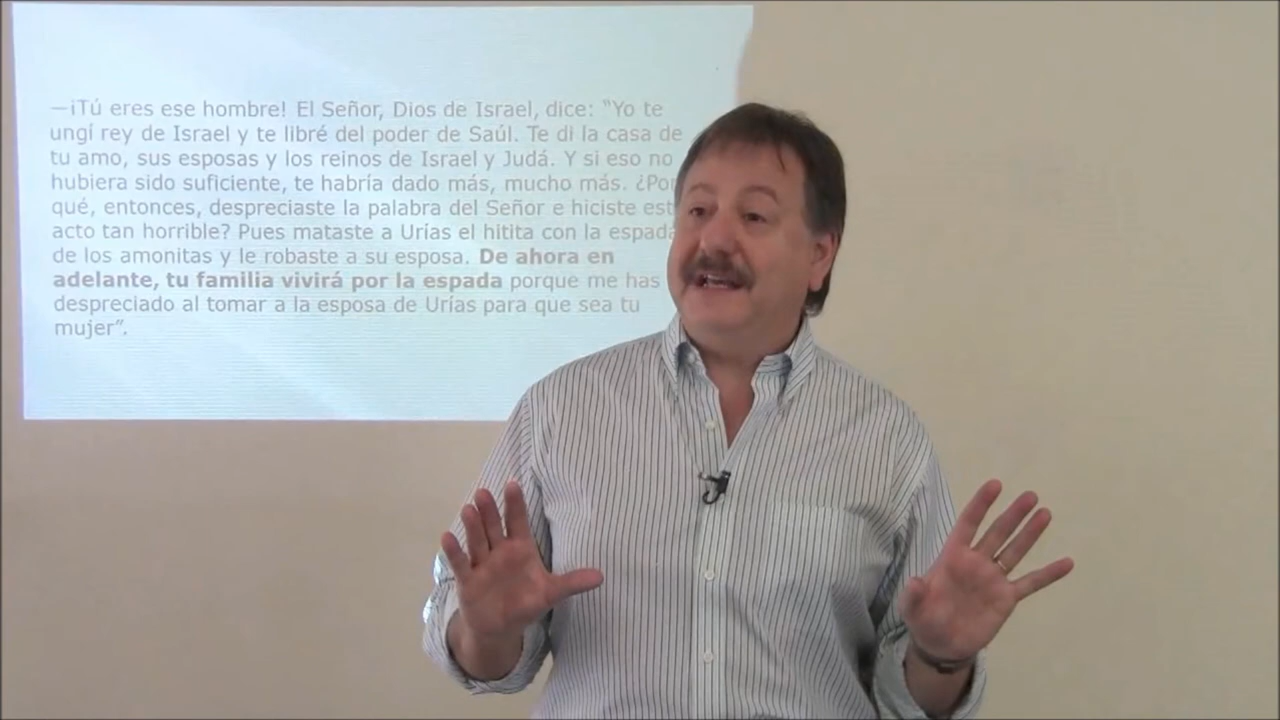 —¡Tú eres ese hombre! El Señor, Dios de Israel, dice: “Yo te
ungí rey de Israel y te libré del poder de Saúl. Te di la casa de
tu amo, sus esposas y los reinos de Israel y Judá. Y si eso no
hubiera sido suficiente, te habría dado más, mucho más. ¿Por
qué, entonces, despreciaste la palabra del Señor e hiciste est
acto tan horrible? Pues mataste a Urías el hitita con la espada
de los amonitas y le robaste a su esposa. De ahora en
adelante, tu familia vivirá por la espada porque me has
despreciado al tomar a la esposa de Urías para que sea tu
mujer”.